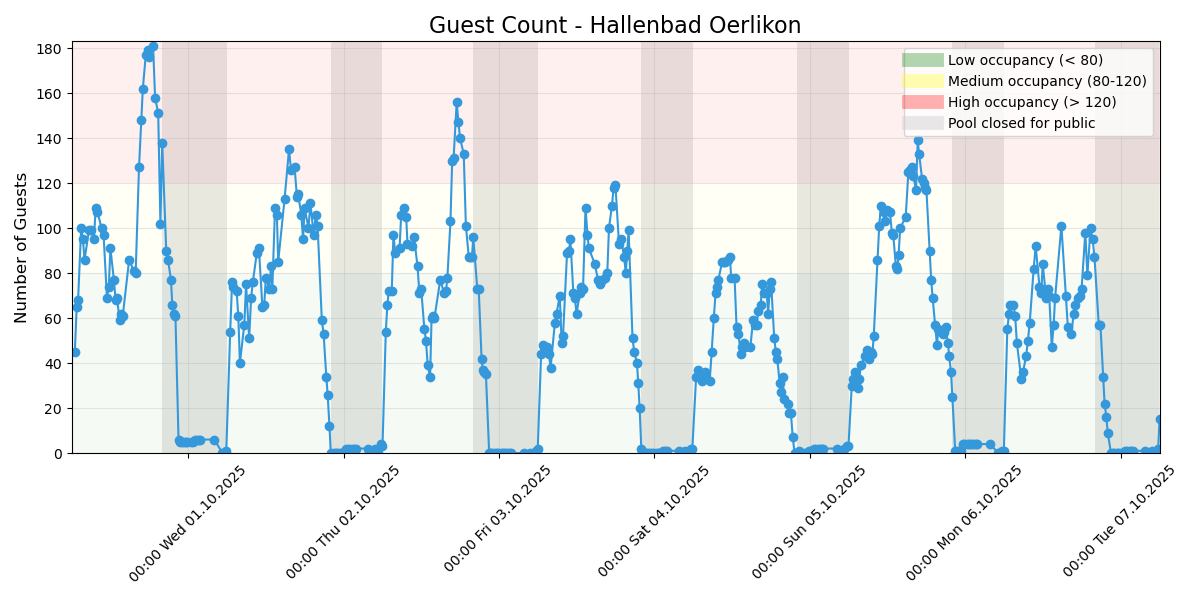 Guest Count - Hallenbad Oerlikon
Number of Guests
180
160
140
120
100
80
60
40
20
0
Low occupancy (< 80)
Medium occupancy (80-120)
High occupancy (> 120)
Pool closed for public
00:00 Wed 01.10.2025
00:00 Thu 02.10.2025
00:00 Fri 03.10.2025
00:00 Sat 04.10.2025
00:00 Sun 05.10.2025
00:00 Mon 06.10.2025
00:00 Tue 07.10.2025